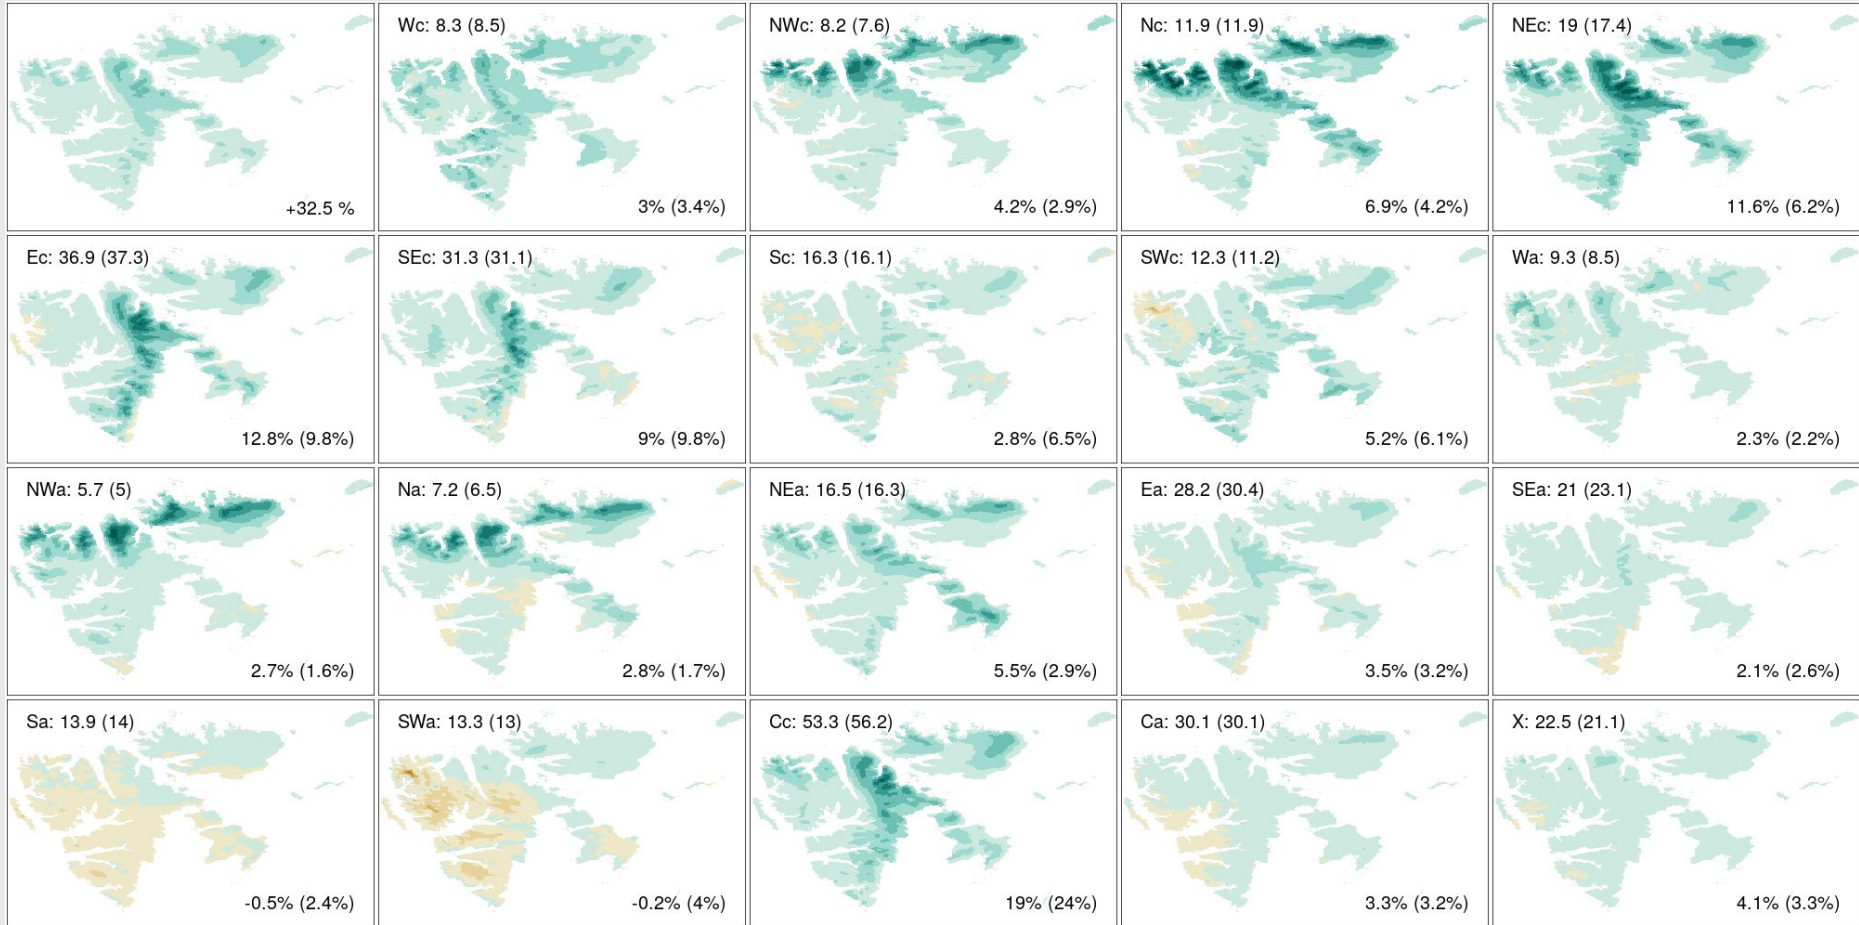 +32.5 %
Wc: 8.3 (8.5)
3% (3.4%)
NWc: 8.2 (7.6)
4.2% (2.9%)
Nc: 11.9 (11.9)
6.9% (4.2%)
NEc: 19 (17.4)
11.6% (6.2%)
Ec: 36.9 (37.3)
12.8% (9.8%)
SEc: 31.3 (31.1)
9% (9.8%)
Sc: 16.3 (16.1)
2.8% (6.5%)
SWc: 12.3 (11.2)
5.2% (6.1%)
Wa: 9.3 (8.5)
2.3% (2.2%)
NWa: 5.7 (5)
2.7% (1.6%)
Na: 7.2 (6.5)
2.8% (1.7%)
NEa: 16.5 (16.3)
5.5% (2.9%)
Ea: 28.2 (30.4)
3.5% (3.2%)
SEa: 21 (23.1)
2.1% (2.6%)
Sa: 13.9 (14)
-0.5% (2.4%)
SWa: 13.3 (13)
-0.2% (4%)
Cc: 53.3 (56.2)
19% (24%)
Ca: 30.1 (30.1)
3.3% (3.2%)
X: 22.5 (21.1)
4.1% (3.3%)